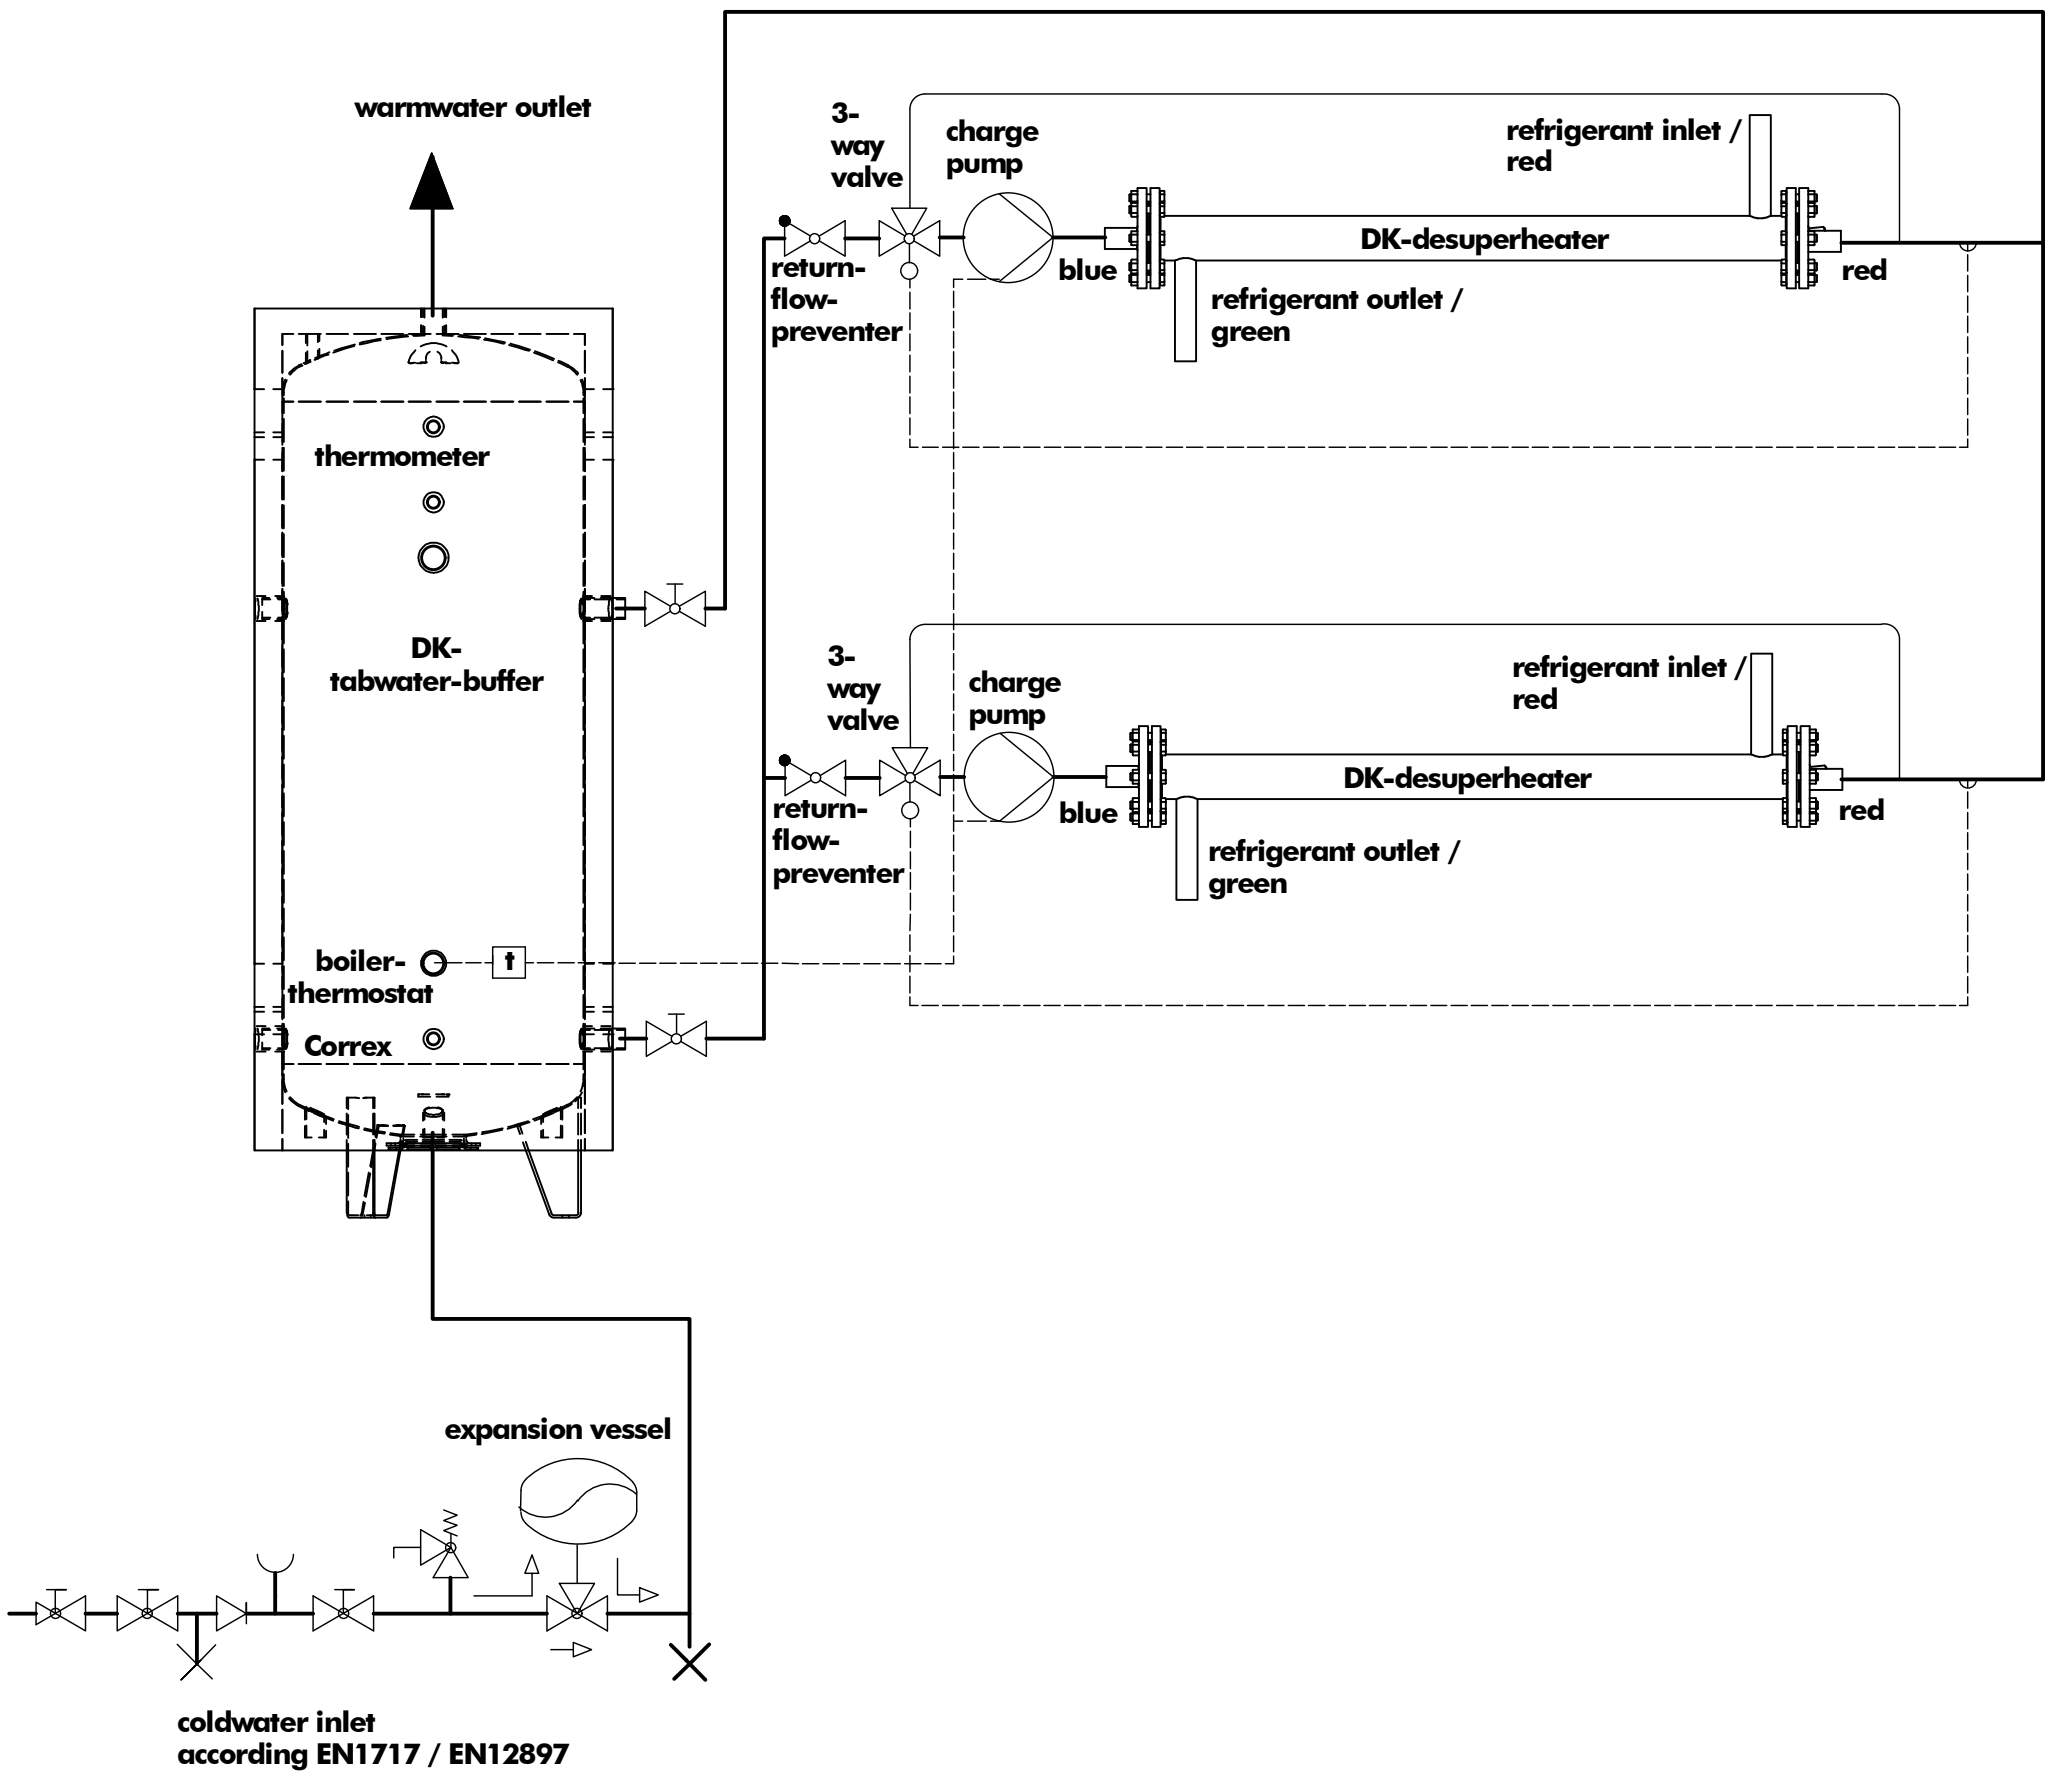 warmwater outlet
3-
way
valve
charge
pump
refrigerant inlet /
red
DK-desuperheater
return-
flow-
preventer
blue
red
refrigerant outlet /
green
thermometer
DK-
tabwater-buffer
3-
way
valve
charge
pump
refrigerant inlet /
red
DK-desuperheater
return-
flow-
preventer
blue
red
refrigerant outlet /
green
boiler-
thermostat
t
Correx
expansion vessel
coldwater inlet
according EN1717 / EN12897